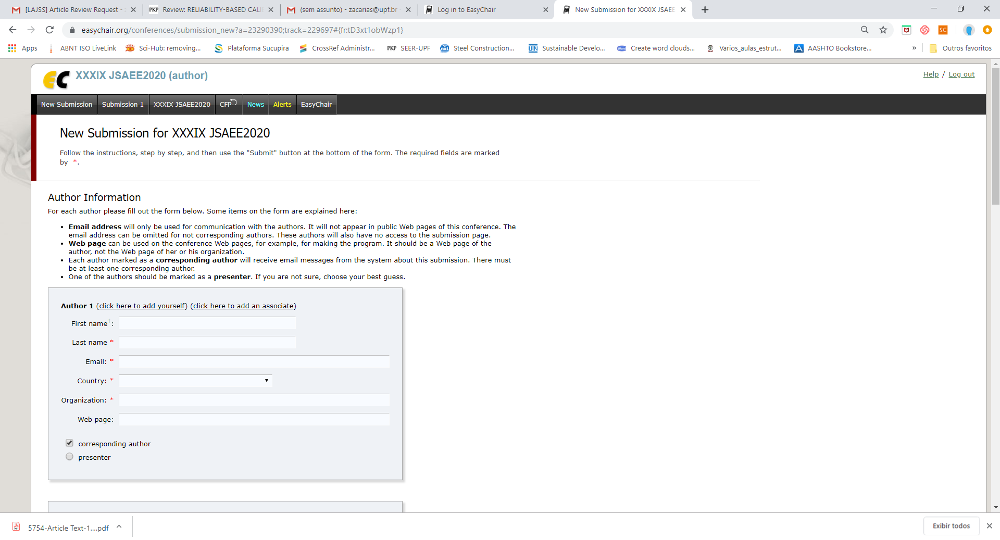 [LAJSS] Article Review Request -
Review: RELIABILITY-BASED CALI
(sem assunto) - zacarias@upf.br
Log in to EasyChair
New Submission for XXXIX JSAEE
easychair.org/conferences/submission_new?a=23290390;track=229697#{fr:tD3xt1obWzp1}
Apps
ABNT ISO LiveLink
Sci-Hub: removing...
Plataforma Sucupira
CrossRef Administr...
PKP SEER-UPF
nxt Steel Construction...
UN Sustainable Develo...
Create word clouds...
Varios_aulas_estrut...
AASHTO Bookstore...
»
Outros favoritos
EC XXXIX JSAEE2020 (author)
Help / Log out
New Submission
Submission 1
XXXIX JSAEE2020
CFP
News
Alerts
EasyChair
New Submission for XXXIX JSAEE2020
Follow the instructions, step by step, and then use the "Submit" button at the bottom of the form. The required fields are marked
by *.
Author Information
For each author please fill out the form below. Some items on the form are explained here:
• Email address will only be used for communication with the authors. It will not appear in public Web pages of this conference. The
email address can be omitted for not corresponding authors. These authors will also have no access to the submission page.
• Web page can be used on the conference Web pages, for example, for making the program. It should be a Web page of the
author, not the Web page of her or his organization.
• Each author marked as a corresponding author will receive email messages from the system about this submission. There must
be at least one corresponding author.
• One of the authors should be marked as a presenter. If you are not sure, choose your best guess.
Author 1 (click here to add yourself) (click here to add an associate)
First name†:
Last name *
Email: *
Country: *
Organization: *
Web page:
corresponding author
presenter
5754-Article Text-1....pdf
Exibir todos